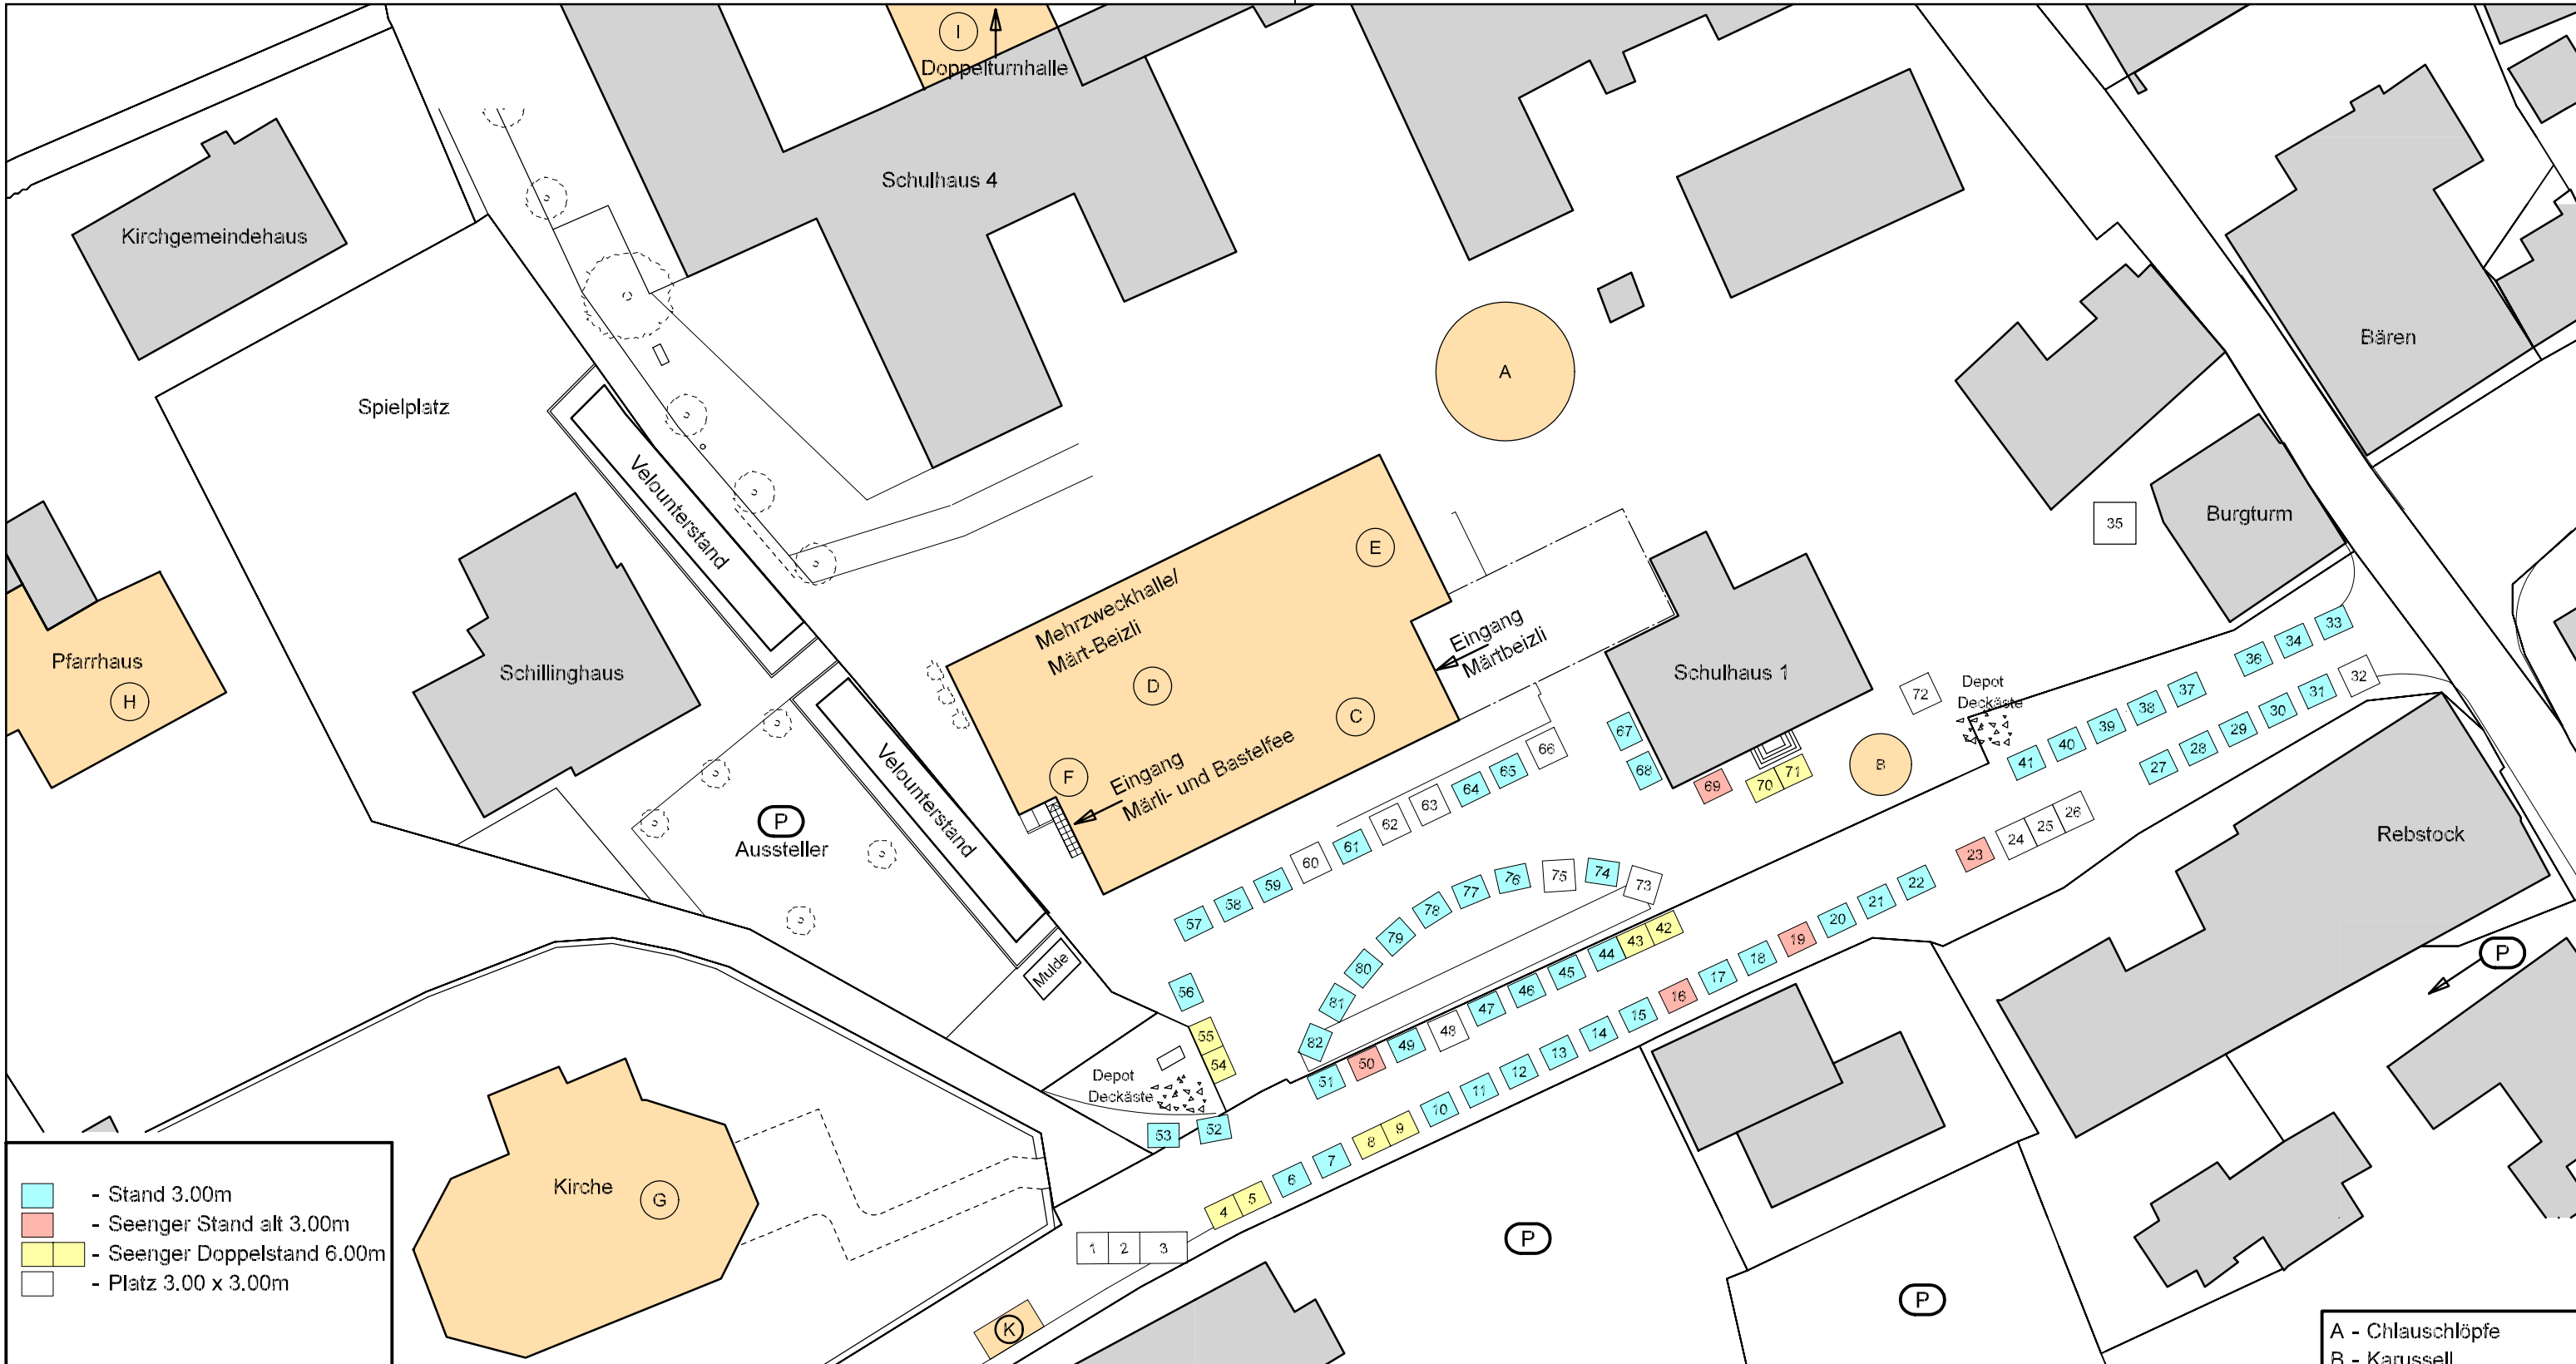 I
Doppelturnhalle
Schulhaus 4
Kirchgemeindehaus
Spielplatz
A
Bären
Velounterstand
E
35
Burgturm
Mehrzweckhalle/
Märt-Beizli
Eingang
Märtbeizli
Pfarrhaus
H
Schillinghaus
D
C
Schulhaus 1
72
Depot
Deckäste
33
34
36
37
38
39
40
41
32
31
30
29
28
27
F
Eingang
Märli- und Bastelfee
Velounterstand
P
Aussteller
67
68
69
70
71
B
66
65
64
63
62
61
60
59
58
57
26
25
24
23
22
21
20
19
18
17
16
15
14
13
12
11
10
9
8
7
6
5
4
Rebstock
P
73
74
75
76
77
78
79
80
81
82
42
43
44
45
46
47
48
49
50
51
Mulde
56
55
54
Depot
Deckäste
53
52
Kirche
G
1
2
3
K
P
P
- Stand 3.00m
- Seenger Stand alt 3.00m
- Seenger Doppelstand 6.00m
- Platz 3.00 x 3.00m
A - Chlauschlöpfe
B - Karussell